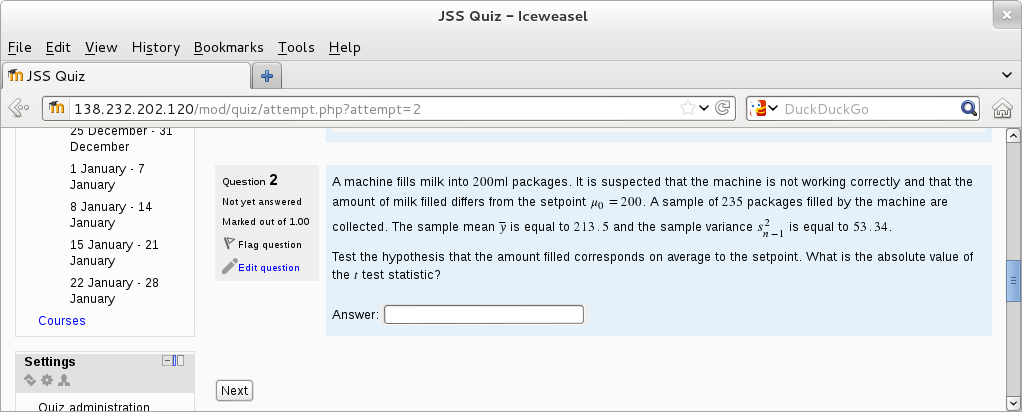 JSS Quiz - Iceweasel
File Edit View History Bookmarks Tools Help
JSS Quiz
138.232.202.120/mod/quiz/attempt.php?attempt=2
DuckDuckGo
25 December - 31
December
1 January - 7
January
8 January - 14
January
15 January - 21
January
22 January - 28
January
Courses
Settings
Quiz administration
Question 2
Not yet answered
Marked out of 1.00
Flag question
Edit question
A machine fills milk into 200ml packages. It is suspected that the machine is not working correctly and that the
amount of milk filled differs from the setpoint μ₀ = 200. A sample of 235 packages filled by the machine are
collected. The sample mean ȳ is equal to 213.5 and the sample variance s²ₙ₋₁ is equal to 53.34.
Test the hypothesis that the amount filled corresponds on average to the setpoint. What is the absolute value of
the t test statistic?
Answer:
Next